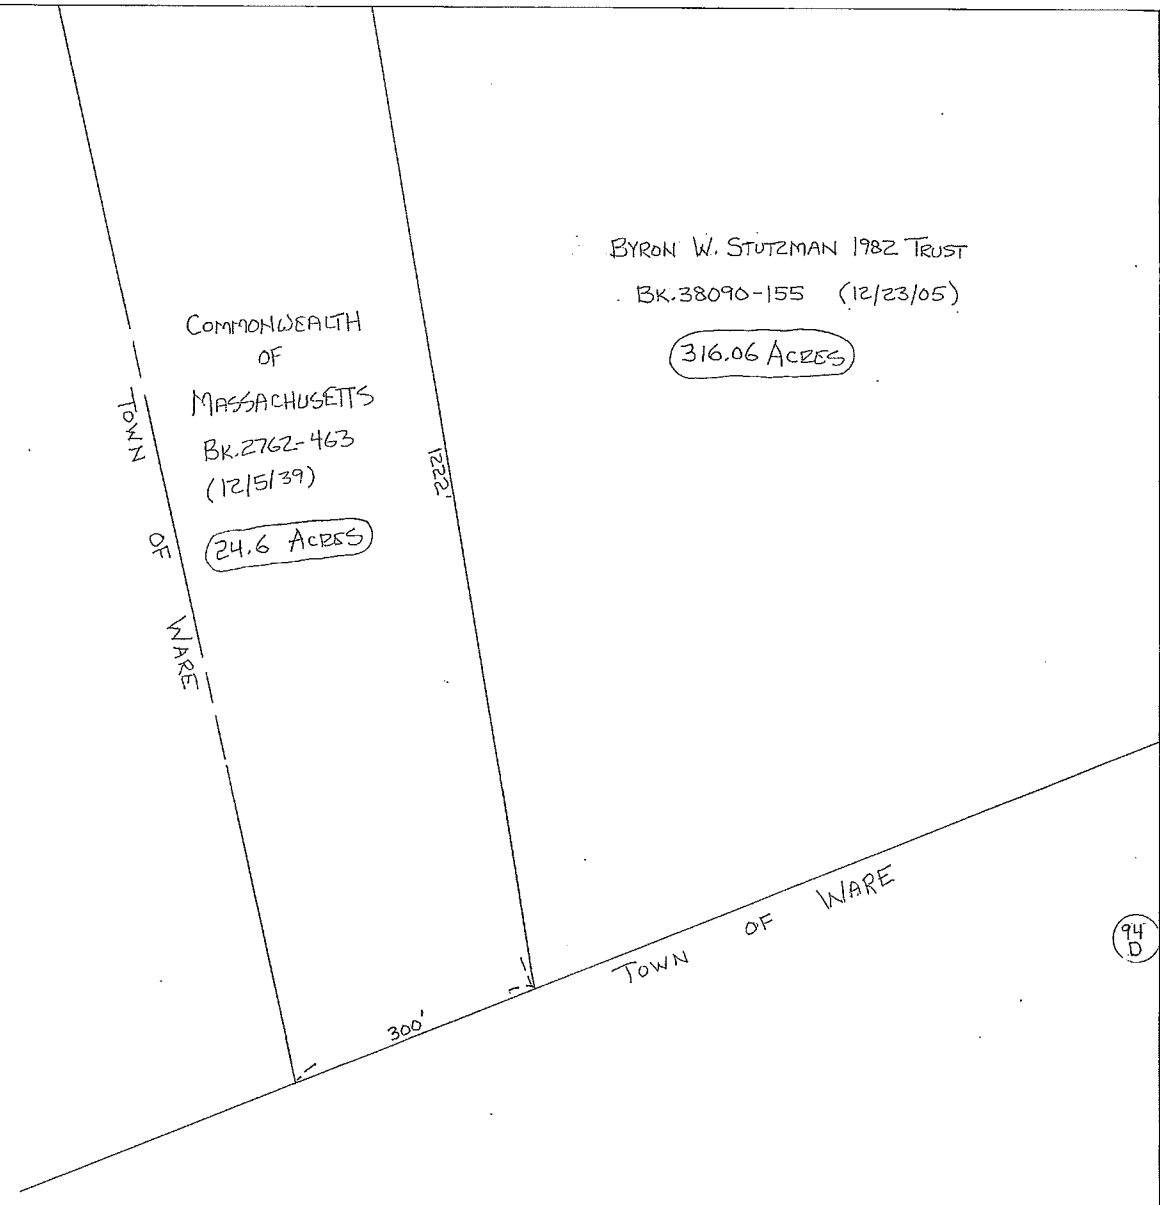 BYRON W. STUTZMAN 1982 TRUST
BK.38090-155 (12/23/05)
316.06 ACRES
COMMONWEALTH
OF
MASSACHUSETTS
BK.2762-463
(12/5/39)
24.6 ACRES
TOWN OF WARE
1222'
300'
TOWN OF WARE
94
D